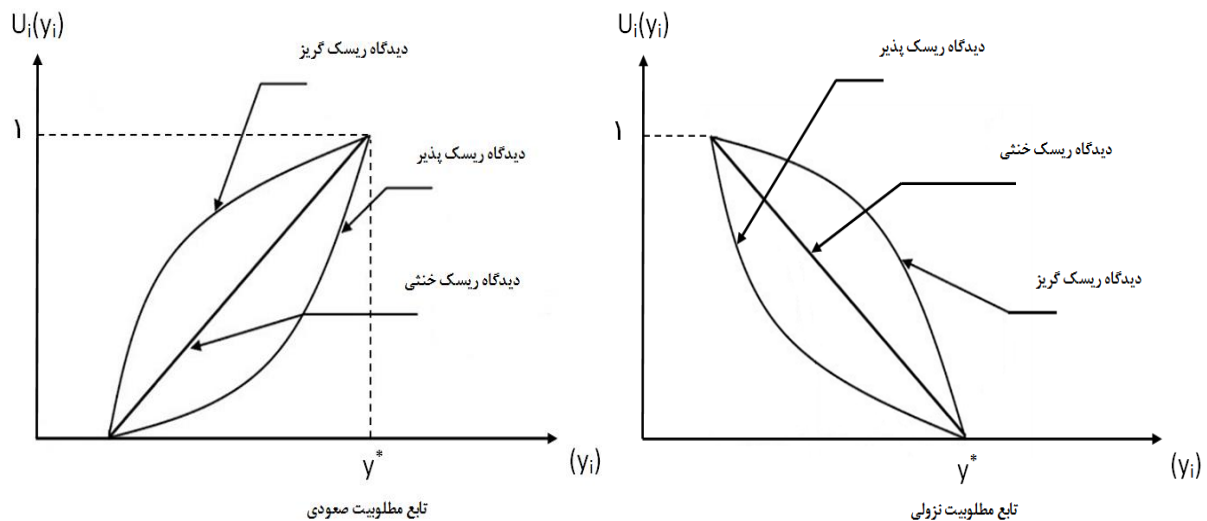 Uᵢ(yᵢ)
دیدگاه ریسک گریز
۱
دیدگاه ریسک پذیر
دیدگاه ریسک خنثی
y*
(yᵢ)
تابع مطلوبیت صعودی
Uᵢ(yᵢ)
دیدگاه ریسک پذیر
۱
دیدگاه ریسک خنثی
دیدگاه ریسک گریز
y*
(yᵢ)
تابع مطلوبیت نزولی